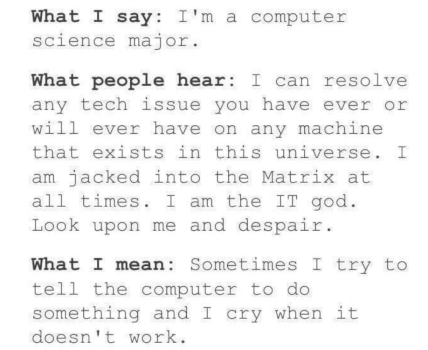 What I say: I'm a computer
science major.
What people hear: I can resolve
any tech issue you have ever or
will ever have on any machine
that exists in this universe. I
am jacked into the Matrix at
all times. I am the IT god.
Look upon me and despair.
What I mean: Sometimes I try to
tell the computer to do
something and I cry when it
doesn't work.